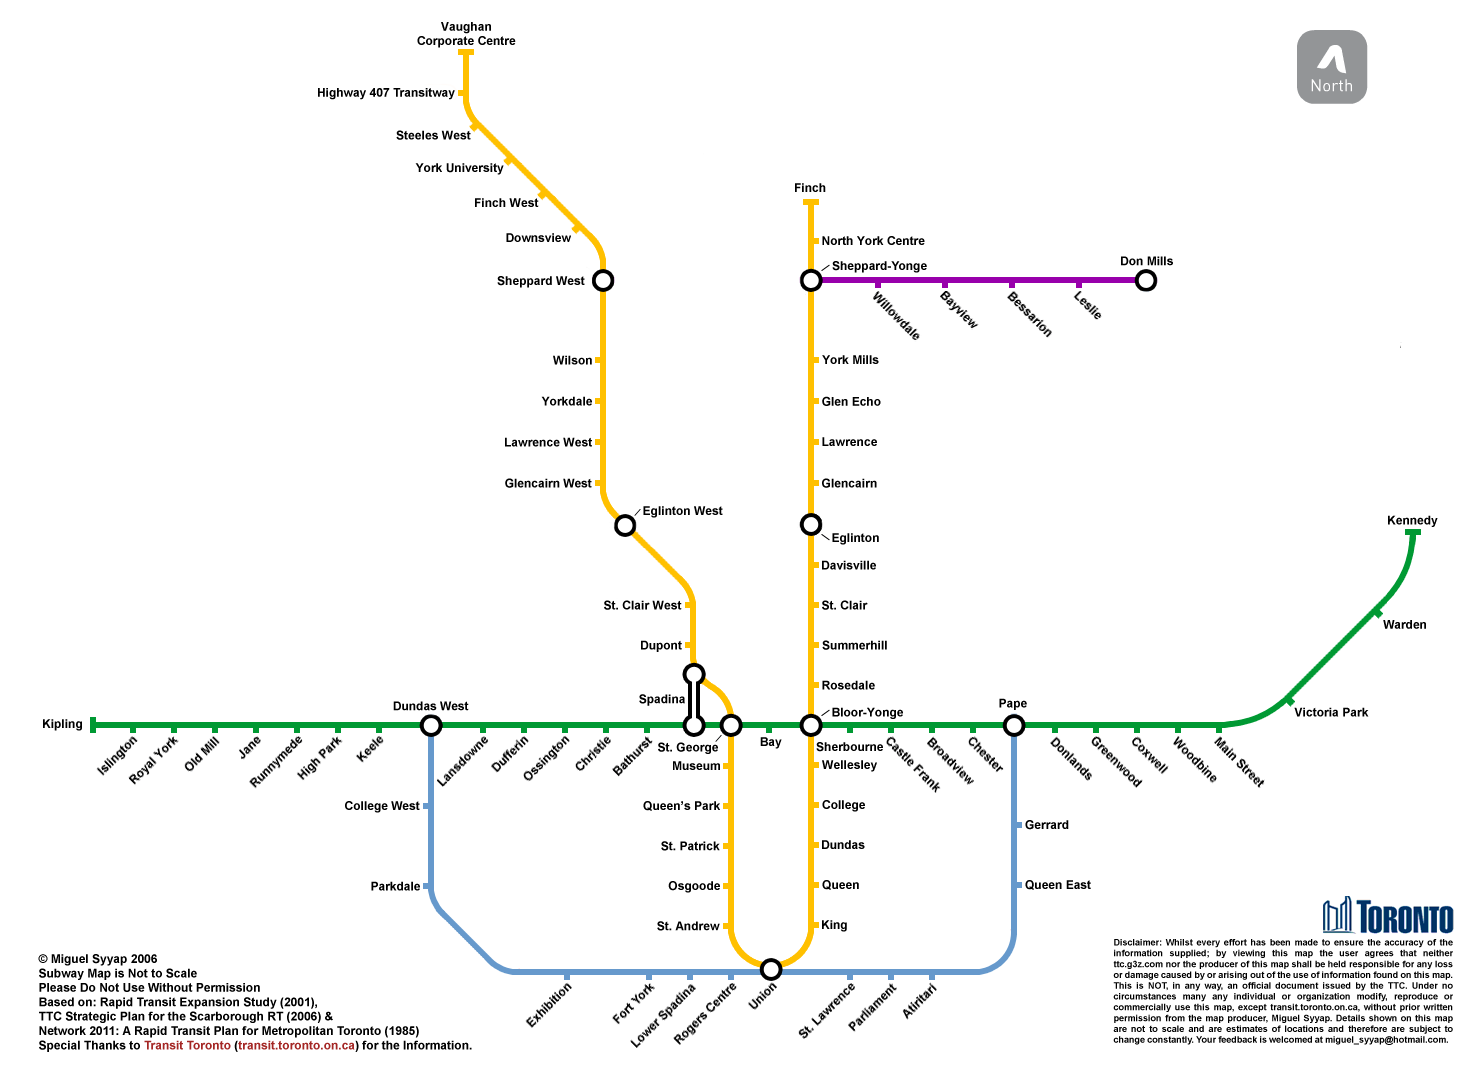 Vaughan
Corporate Centre
Highway 407 Transitway
Steeles West
York University
Finch West
Downsview
Sheppard West
Wilson
Yorkdale
Lawrence West
Glencairn West
Eglinton West
St. Clair West
Dupont
Spadina
St. George
Museum
Queen's Park
St. Patrick
Osgoode
St. Andrew
North
Finch
North York Centre
Sheppard-Yonge
Don Mills
Willowdale
Bayview
Bessarion
Leslie
York Mills
Glen Echo
Lawrence
Glencairn
Eglinton
Davisville
St. Clair
Summerhill
Rosedale
Bloor-Yonge
Wellesley
College
Dundas
Queen
King
Kipling
Islington
Royal York
Old Mill
Jane
Runnymede
High Park
Keele
Dundas West
Lansdowne
Dufferin
Ossington
Christie
Bathurst
Bay
Sherbourne
Castle Frank
Broadview
Chester
Pape
Donlands
Greenwood
Coxwell
Woodbine
Main Street
Victoria Park
Warden
Kennedy
College West
Parkdale
Exhibition
Fort York
Lower Spadina
Rogers Centre
Union
St. Lawrence
Parliament
Atiritari
Queen East
Gerrard
© Miguel Syyap 2006
Subway Map is Not to Scale
Please Do Not Use Without Permission
Based on: Rapid Transit Expansion Study (2001),
TTC Strategic Plan for the Scarborough RT (2006) &
Network 2011: A Rapid Transit Plan for Metropolitan Toronto (1985)
Special Thanks to Transit Toronto (transit.toronto.on.ca) for the Information.
TORONTO
Disclaimer: Whilst every effort has been made to ensure the accuracy of the
information supplied; by viewing this map the user agrees that neither
ttc.g3z.com nor the producer of this map shall be held responsible for any loss
or damage caused by or arising out of the use of information found on this map.
This is NOT, in any way, an official document issued by the TTC. Under no
circumstances many any individual or organization modify, reproduce or
commercially use this map, except transit.toronto.on.ca, without prior written
permission from the map producer, Miguel Syyap. Details shown on this map
are not to scale and are estimates of locations and therefore are subject to
change constantly. Your feedback is welcomed at miguel_syyap@hotmail.com.